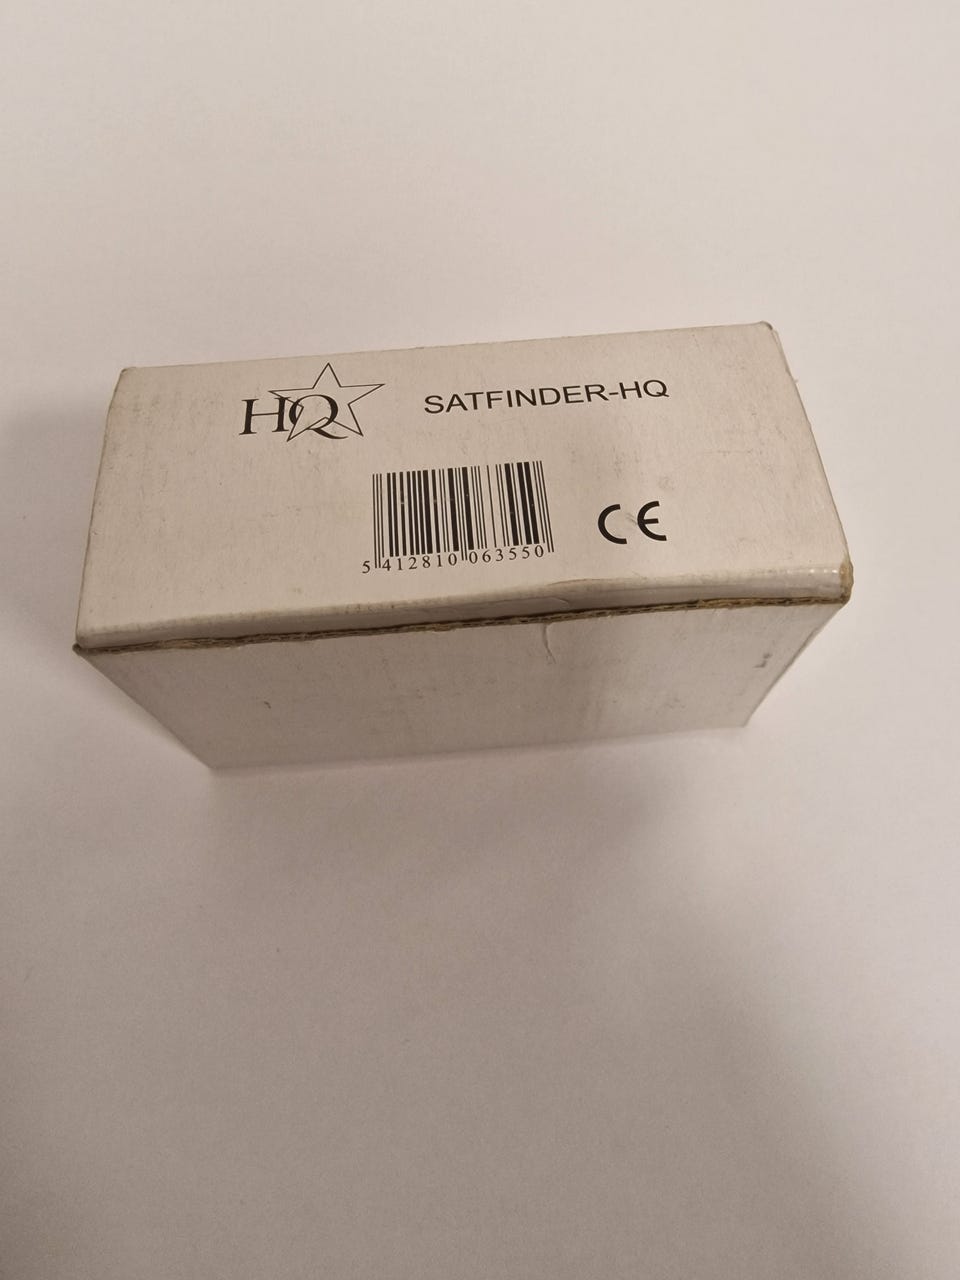 HQ
SATFINDER-HQ
5 412810 063550
CE